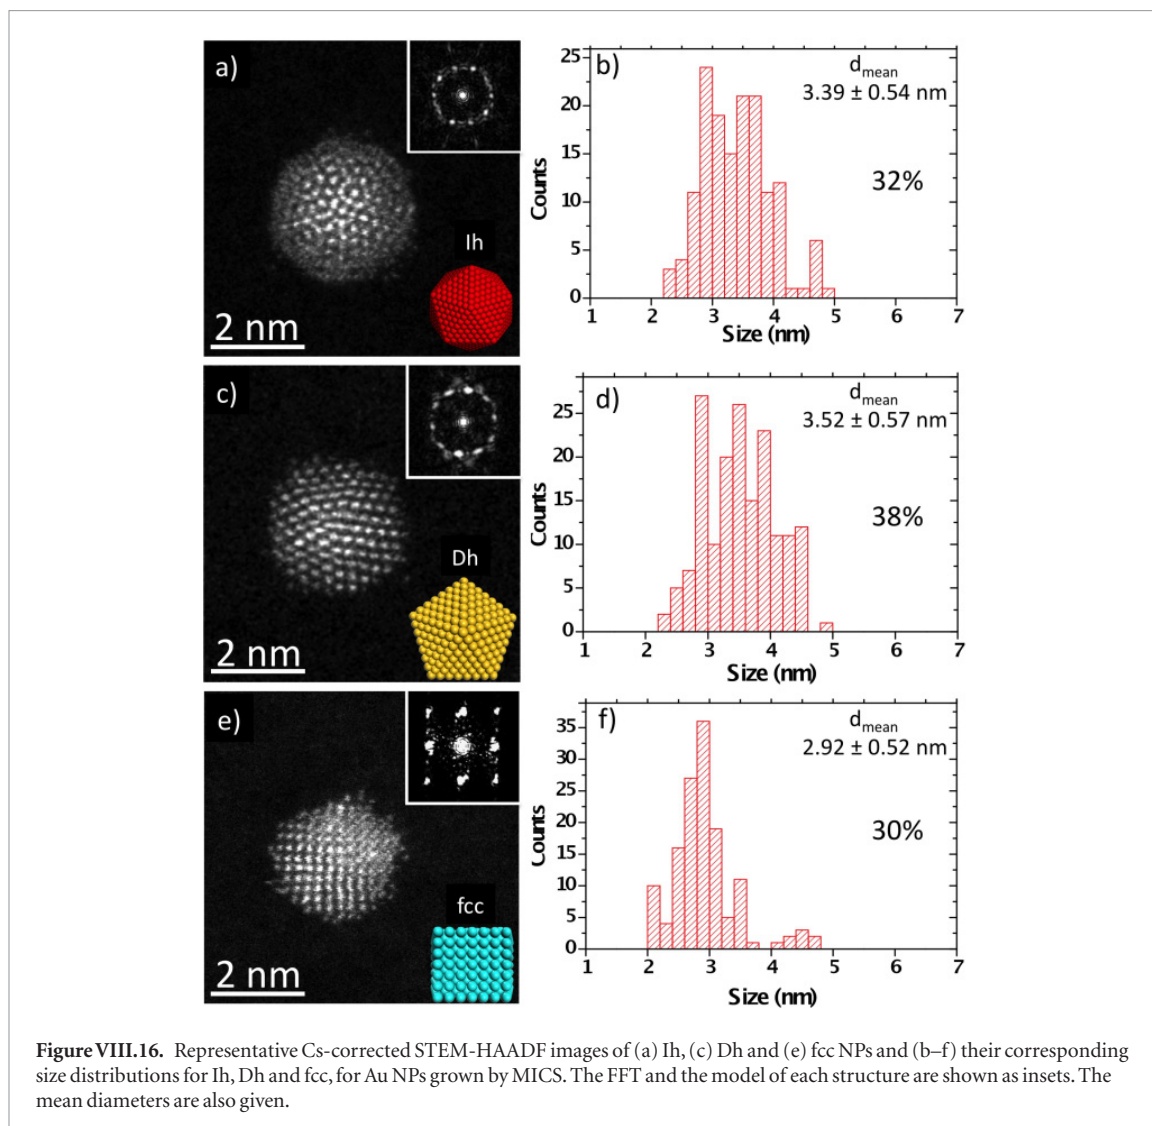 a)
Ih
2 nm
b)
d_mean
3.39 ± 0.54 nm
32%
Counts
25
20
15
10
5
0
1 2 3 4 5 6 7
Size (nm)
c)
Dh
2 nm
d)
d_mean
3.52 ± 0.57 nm
38%
Counts
25
20
15
10
5
0
1 2 3 4 5 6 7
Size (nm)
e)
fcc
2 nm
f)
d_mean
2.92 ± 0.52 nm
30%
Counts
35
30
25
20
15
10
5
0
1 2 3 4 5 6 7
Size (nm)
Figure VIII.16. Representative Cs-corrected STEM-HAADF images of (a) Ih, (c) Dh and (e) fcc NPs and (b–f) their corresponding
size distributions for Ih, Dh and fcc, for Au NPs grown by MICS. The FFT and the model of each structure are shown as insets. The
mean diameters are also given.